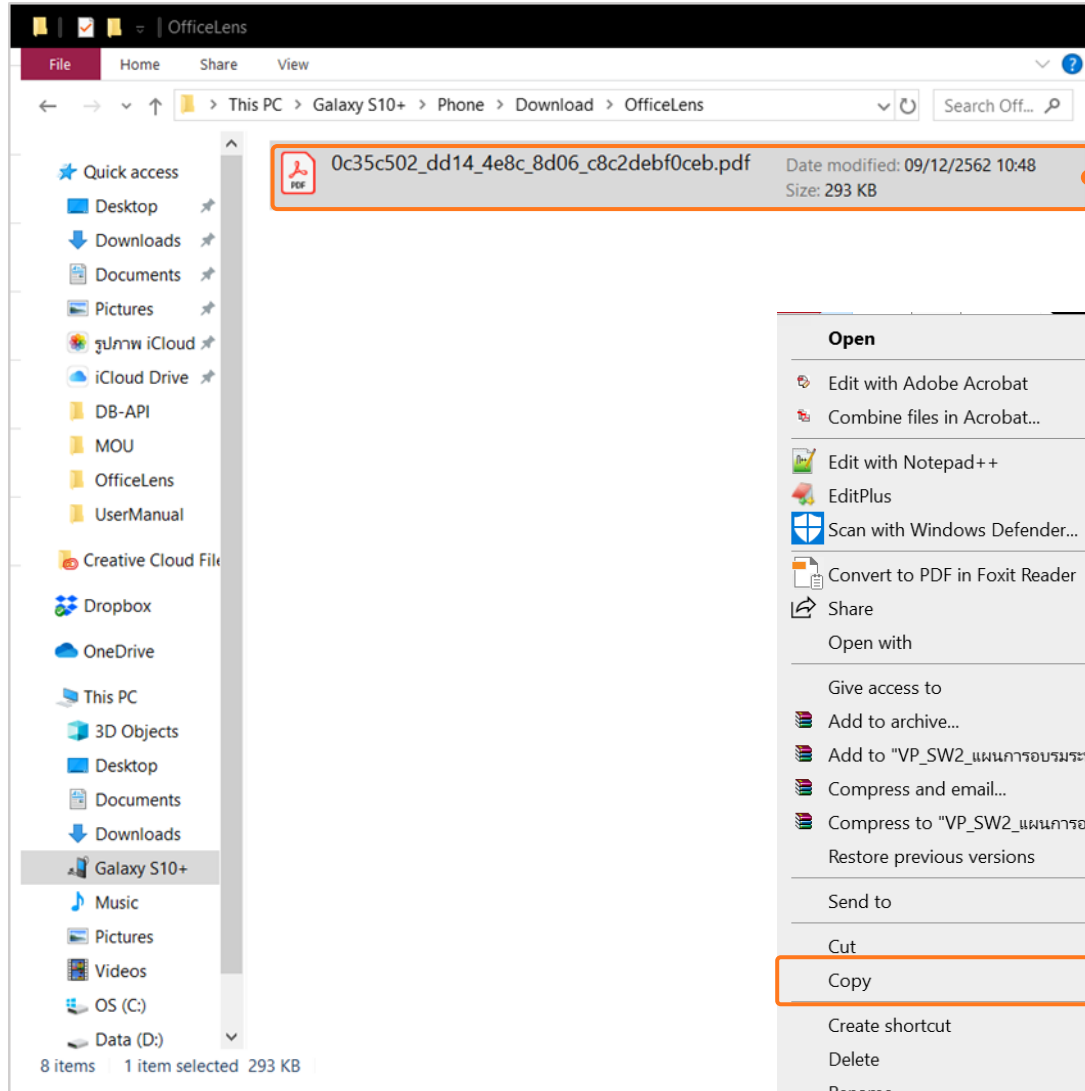 OfficeLens
File Home Share View
This PC > Galaxy S10+ > Phone > Download > OfficeLens
Search Off...
Quick access
Desktop
Downloads
Documents
Pictures
รูปภาพ iCloud
iCloud Drive
DB-API
MOU
OfficeLens
UserManual
Creative Cloud File
Dropbox
OneDrive
This PC
3D Objects
Desktop
Documents
Downloads
Galaxy S10+
Music
Pictures
Videos
OS (C:)
Data (D:)
8 items 1 item selected 293 KB
PDF
0c35c502_dd14_4e8c_8d06_c8c2debf0ceb.pdf
Date modified: 09/12/2562 10:48
Size: 293 KB
Open
Edit with Adobe Acrobat
Combine files in Acrobat...
Edit with Notepad++
EditPlus
Scan with Windows Defender...
Convert to PDF in Foxit Reader
Share
Open with
Give access to
Add to archive...
Add to "VP_SW2_แผนการอบรมระ
Compress and email...
Compress to "VP_SW2_แผนการอ
Restore previous versions
Send to
Cut
Copy
Create shortcut
Delete